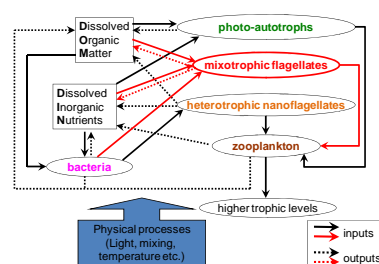 Dissolved
Organic
Matter
photo-autotrophs
mixotrophic flagellates
Dissolved
Inorganic
Nutrients
heterotrophic nanoflagellates
zooplankton
bacteria
higher trophic levels
Physical processes
(Light, mixing,
temperature etc.)
inputs
outputs